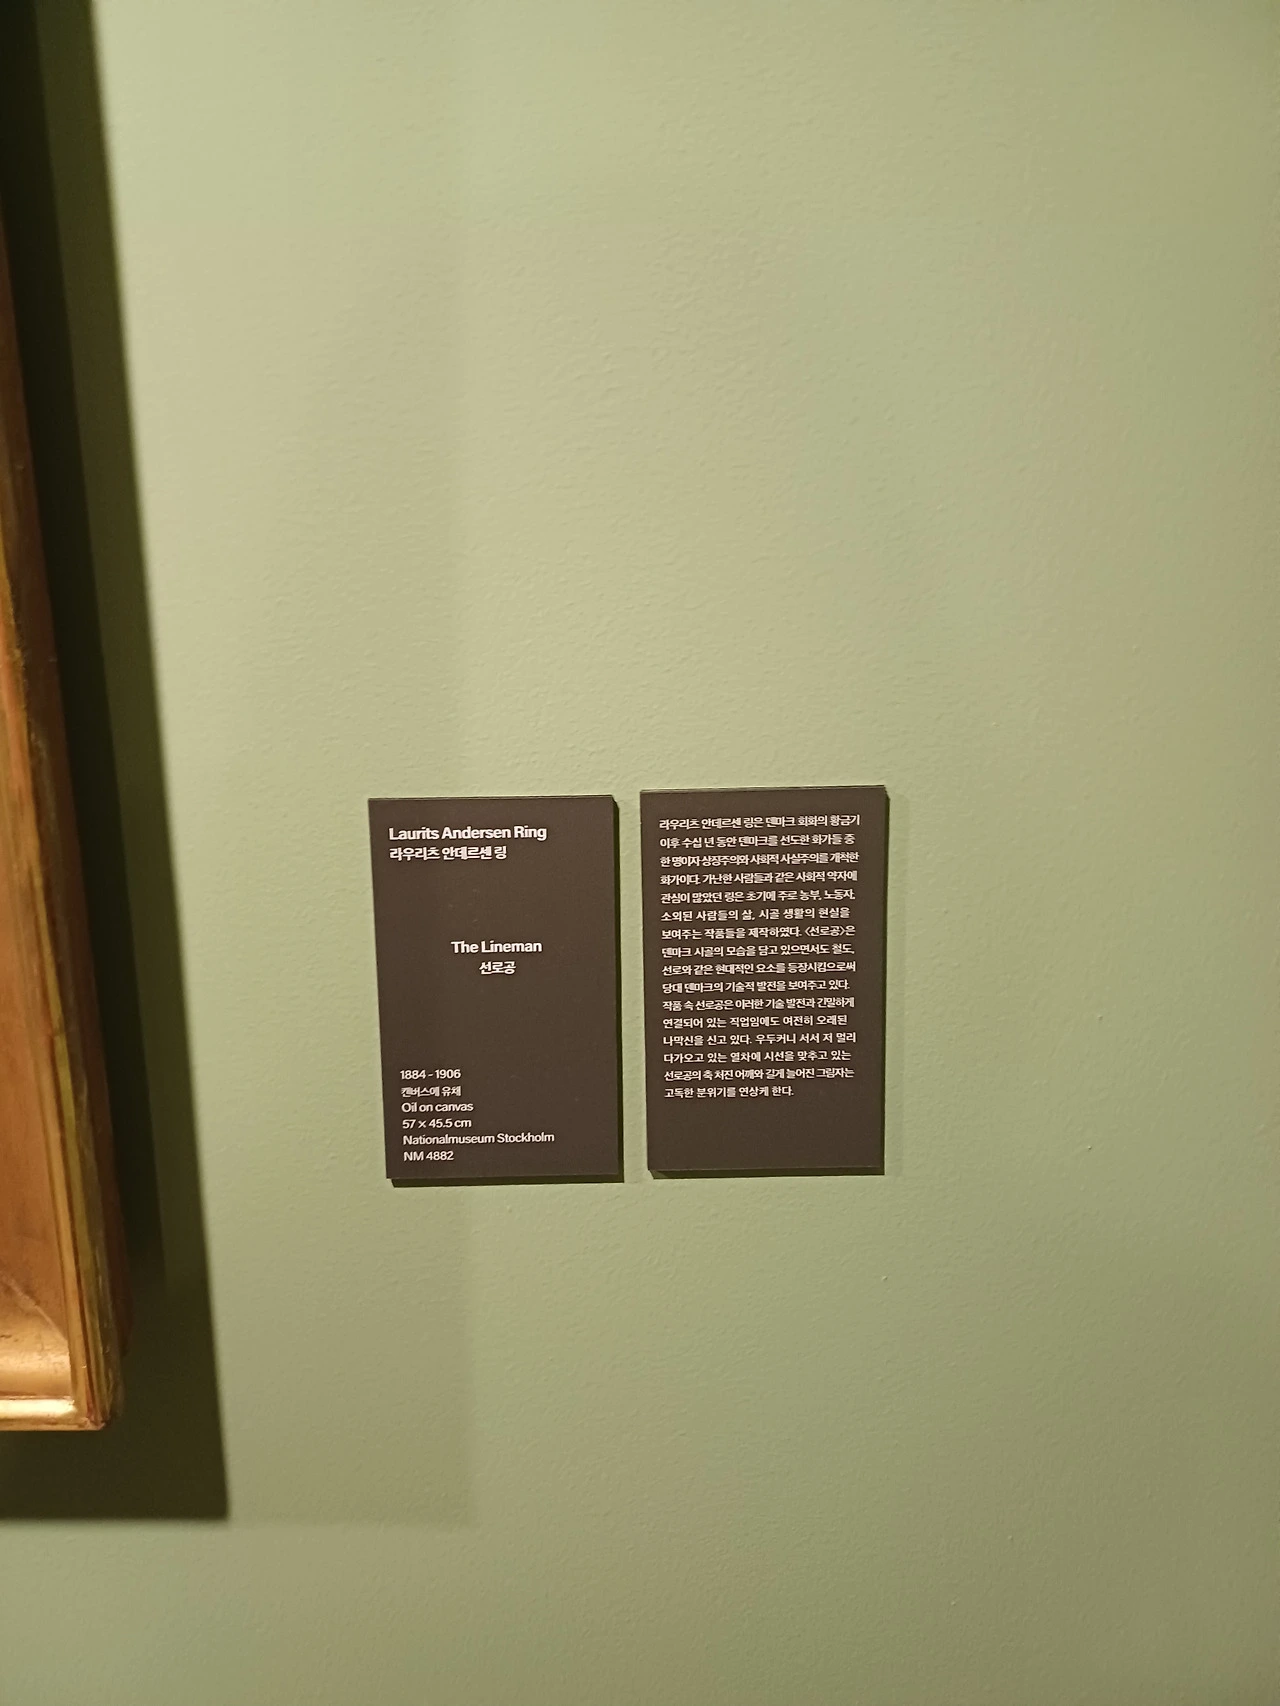 Laurits Andersen Ring
라우리츠 안데르센 링
The Lineman
선로공
1884 - 1906
캔버스에 유채
Oil on canvas
57 × 45.5 cm
Nationalmuseum Stockholm
NM 4882
라우리츠 안데르센 링은 덴마크 회화의 황금기
이후 수십 년 동안 덴마크를 선도한 화가들 중
한 명이자 상징주의와 사회적 사실주의를 개척한
화가이다. 가난한 사람들과 같은 사회적 약자에
관심이 많았던 링은 초기에 주로 농부, 노동자,
소외된 사람들의 삶, 시골 생활의 현실을
보여주는 작품들을 제작하였다. 〈선로공〉은
덴마크 시골의 모습을 담고 있으면서도 철도,
선로와 같은 현대적인 요소를 등장시킴으로써
당대 덴마크의 기술적 발전을 보여주고 있다.
작품 속 선로공은 이러한 기술 발전과 긴밀하게
연결되어 있는 직업임에도 여전히 오래된
나막신을 신고 있다. 우두커니 서서 저 멀리
다가오고 있는 열차에 시선을 맞추고 있는
선로공의 축 처진 어깨와 길게 늘어진 그림자는
고독한 분위기를 연상케 한다.